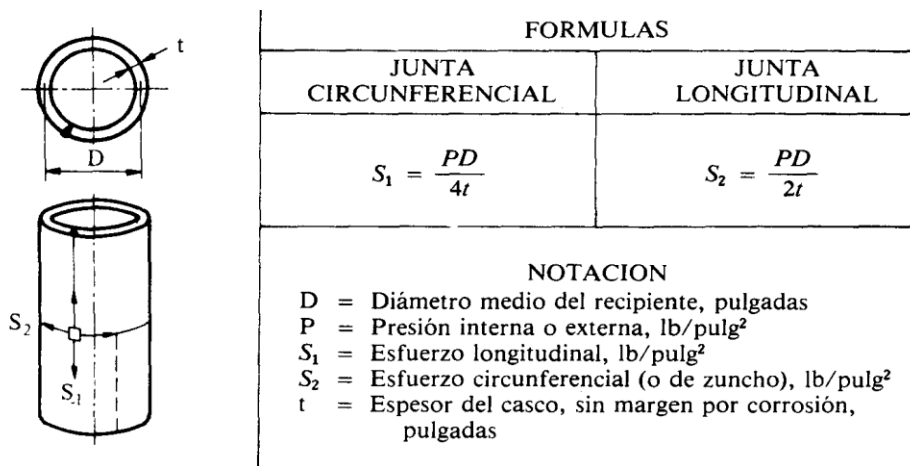 t
D
S₂
S₁
FORMULAS
JUNTA
CIRCUNFERENCIAL
JUNTA
LONGITUDINAL
S₁ = PD/4t
S₂ = PD/2t
NOTACION
D = Diámetro medio del recipiente, pulgadas
P = Presión interna o externa, lb/pulg²
S₁ = Esfuerzo longitudinal, lb/pulg²
S₂ = Esfuerzo circunferencial (o de zuncho), lb/pulg²
t = Espesor del casco, sin margen por corrosión,
pulgadas